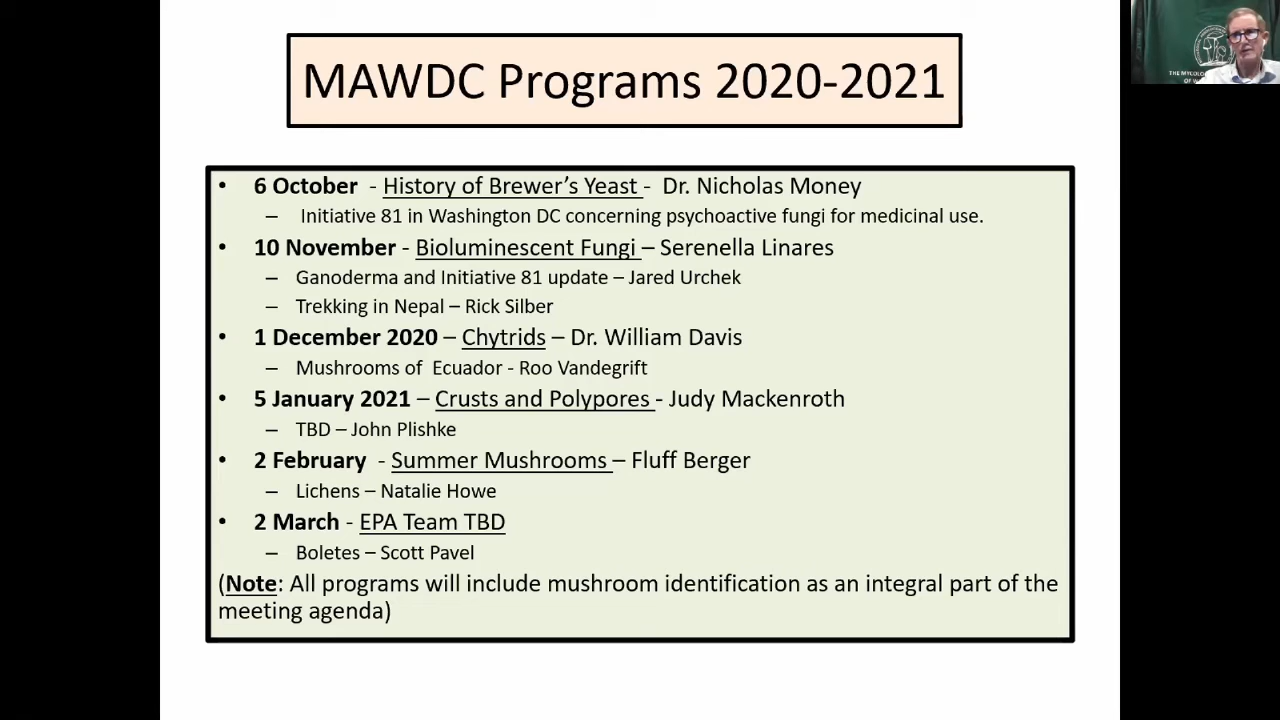 MAWDC Programs 2020-2021
• 6 October - History of Brewer's Yeast - Dr. Nicholas Money
– Initiative 81 in Washington DC concerning psychoactive fungi for medicinal use.
• 10 November - Bioluminescent Fungi – Serenella Linares
– Ganoderma and Initiative 81 update – Jared Urchek
– Trekking in Nepal – Rick Silber
• 1 December 2020 – Chytrids – Dr. William Davis
– Mushrooms of Ecuador - Roo Vandegrift
• 5 January 2021 – Crusts and Polypores - Judy Mackenroth
– TBD – John Plishke
• 2 February - Summer Mushrooms – Fluff Berger
– Lichens – Natalie Howe
• 2 March - EPA Team TBD
– Boletes – Scott Pavel
(Note: All programs will include mushroom identification as an integral part of the
meeting agenda)
THE
OF